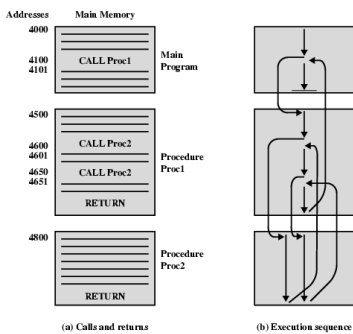 Addresses Main Memory
4000
4100 CALL Proc1
4101
Main
Program
4500
4600 CALL Proc2
4601
4650 CALL Proc2
4651
RETURN
Procedure
Proc1
4800
RETURN
Procedure
Proc2
(a) Calls and returns
(b) Execution sequence